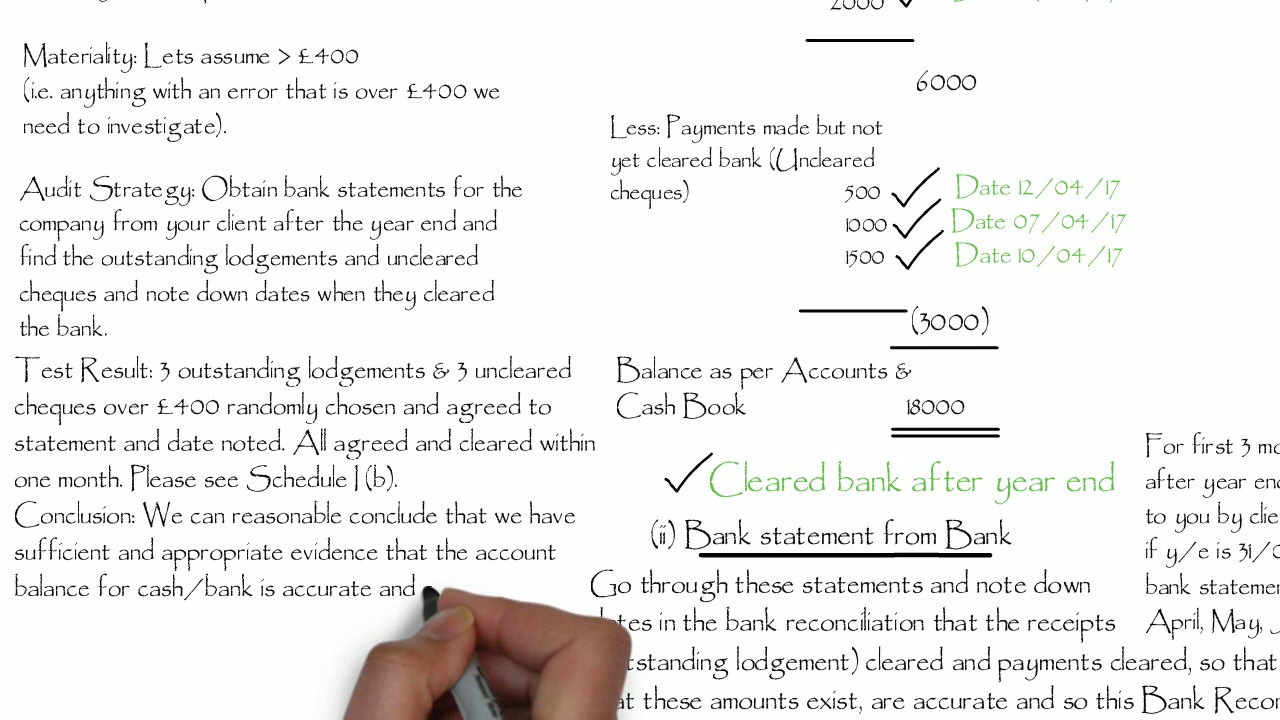 2000
6000
Materiality: Lets assume > £400
(i.e. anything with an error that is over £400 we
need to investigate).
Audit Strategy: Obtain bank statements for the
company from your client after the year end and
find the outstanding lodgements and uncleared
cheques and note down dates when they cleared
the bank.
Test Result: 3 outstanding lodgements & 3 uncleared
cheques over £400 randomly chosen and agreed to
statement and date noted. All agreed and cleared within
one month. Please see Schedule 1(b).
Conclusion: We can reasonable conclude that we have
sufficient and appropriate evidence that the account
balance for cash/bank is accurate and
Less: Payments made but not
yet cleared bank (Uncleared
cheques) 500 Date 12/04/17
1000 Date 07/04/17
1500 Date 10/04/17
(3000)
Balance as per Accounts &
Cash Book 18000
Cleared bank after year end
(ii) Bank statement from Bank
Go through these statements and note down
in the bank reconciliation that the receipts
lodgement) cleared and payments cleared, so that
these amounts exist, are accurate and so this Bank
For first 3
after year
to you by
if y/e is
bank
April, May,